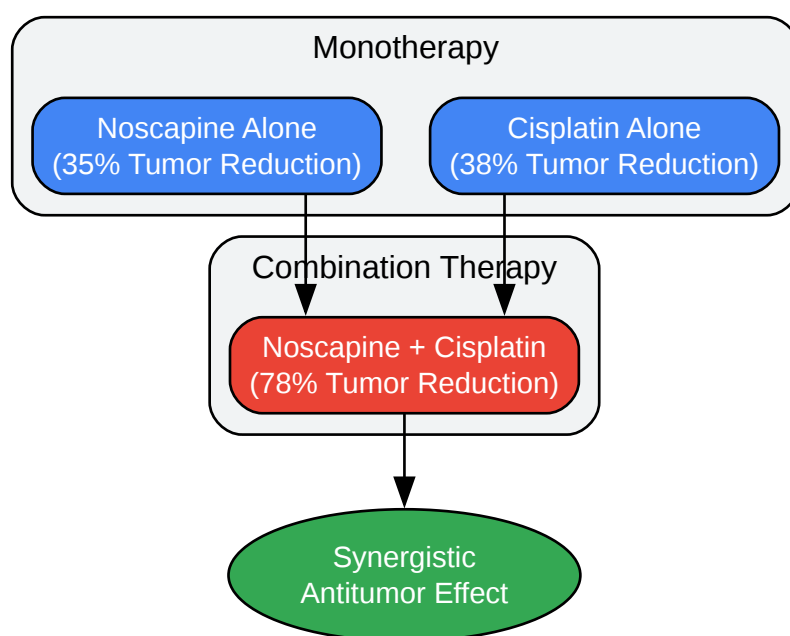 Monotherapy
Noscapine Alone
(35% Tumor Reduction)
Cisplatin Alone
(38% Tumor Reduction)
Combination Therapy
Noscapine + Cisplatin
(78% Tumor Reduction)
Synergistic
Antitumor Effect